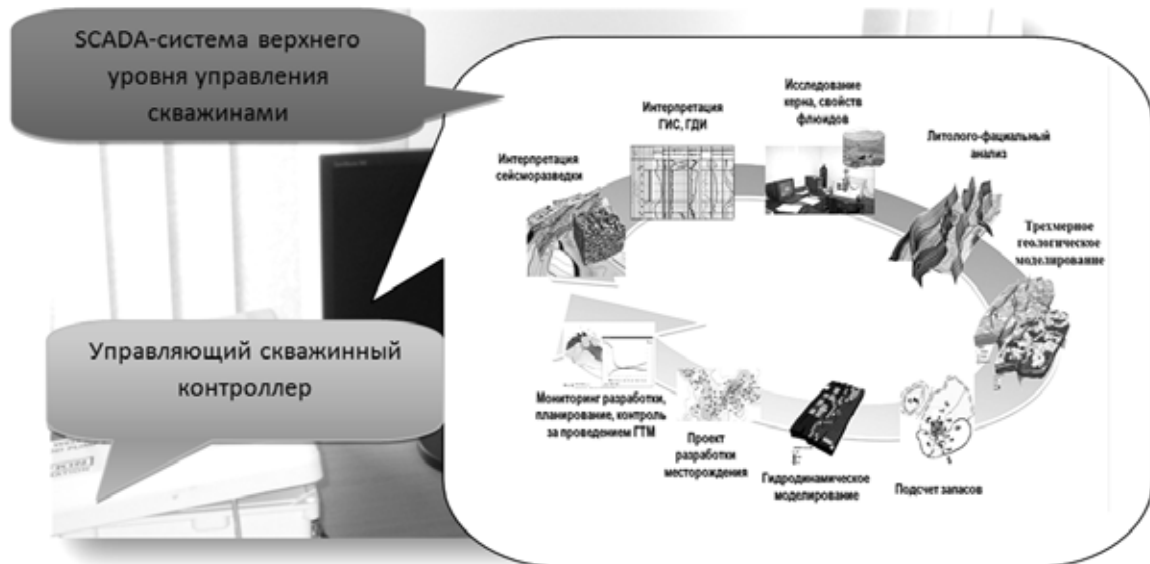 SCADA-система верхнего
уровня управления
скважинами
Интерпретация
сейсморазведки
Интерпретация
ГИС, ГДИ
Исследование
керна, свойств
флюидов
Литолого-фациальный
анализ
Трехмерное
геологическое
моделирование
Подсчет запасов
Гидродинамическое
моделирование
Проект
разработки
месторождения
Мониторинг разработки,
планирование, контроль
за проведением ГТМ
Управляющий скважинный
контроллер